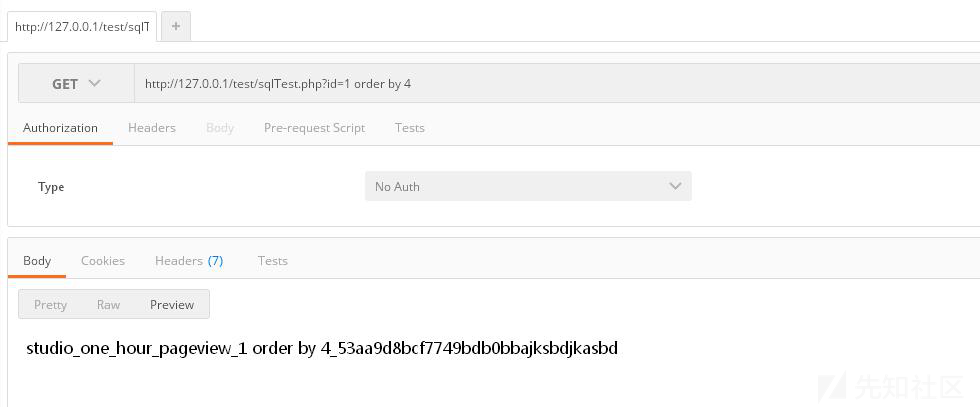 http://127.0.0.1/test/sqlT +
GET http://127.0.0.1/test/sqlTest.php?id=1 order by 4
Authorization Headers Body Pre-request Script Tests
Type No Auth
Body Cookies Headers (7) Tests
Pretty Raw Preview
studio_one_hour_pageview_1 order by 4_53aa9d8bcf7749bdb0bbajksbdjkasbd
先知社区